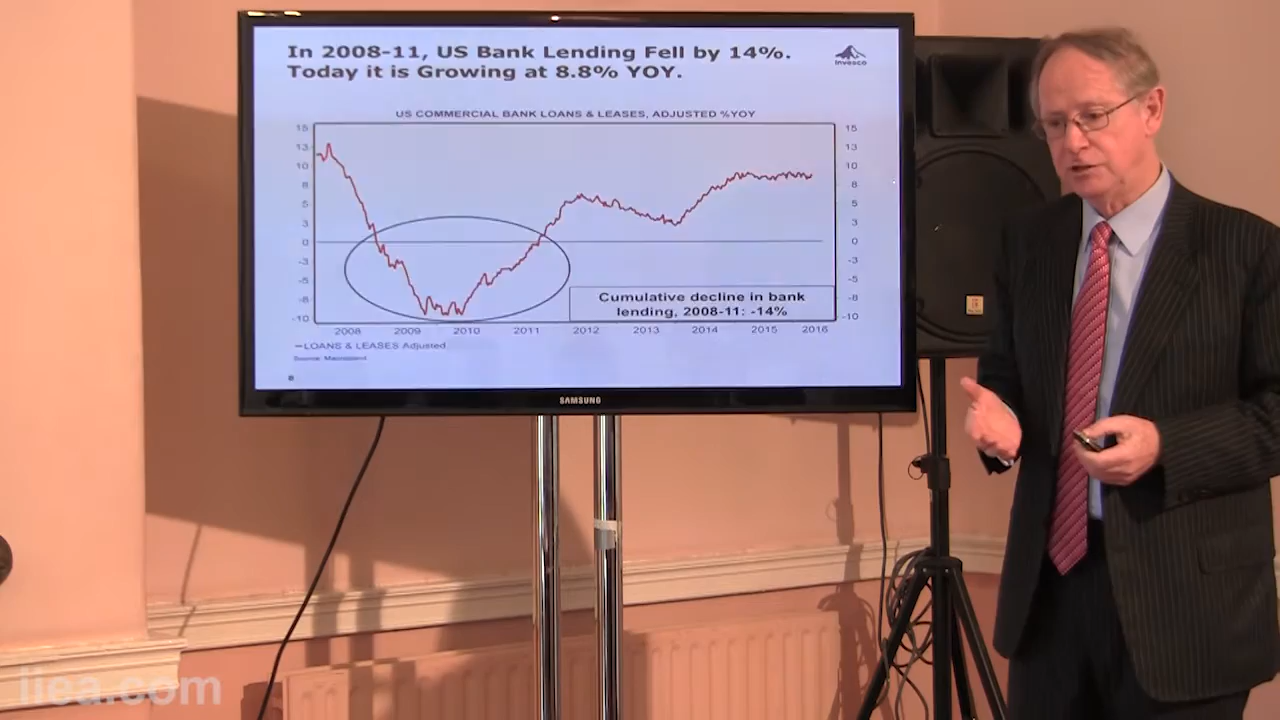 In 2008-11, US Bank Lending Fell by 14%.
Today it is Growing at 8.8% YOY.
Invesco
US COMMERCIAL BANK LOANS & LEASES, ADJUSTED %YOY
15 15
13 13
10 10
8 8
5 5
3 3
0 0
-3 -3
-5 -5
-8 -8
-10 -10
Cumulative decline in bank
lending, 2008-11: -14%
2008 2009 2010 2011 2012 2013 2014 2015 2016
LOANS & LEASES Adjusted
Source: Macrobond
8
SAMSUNG
iiea.com